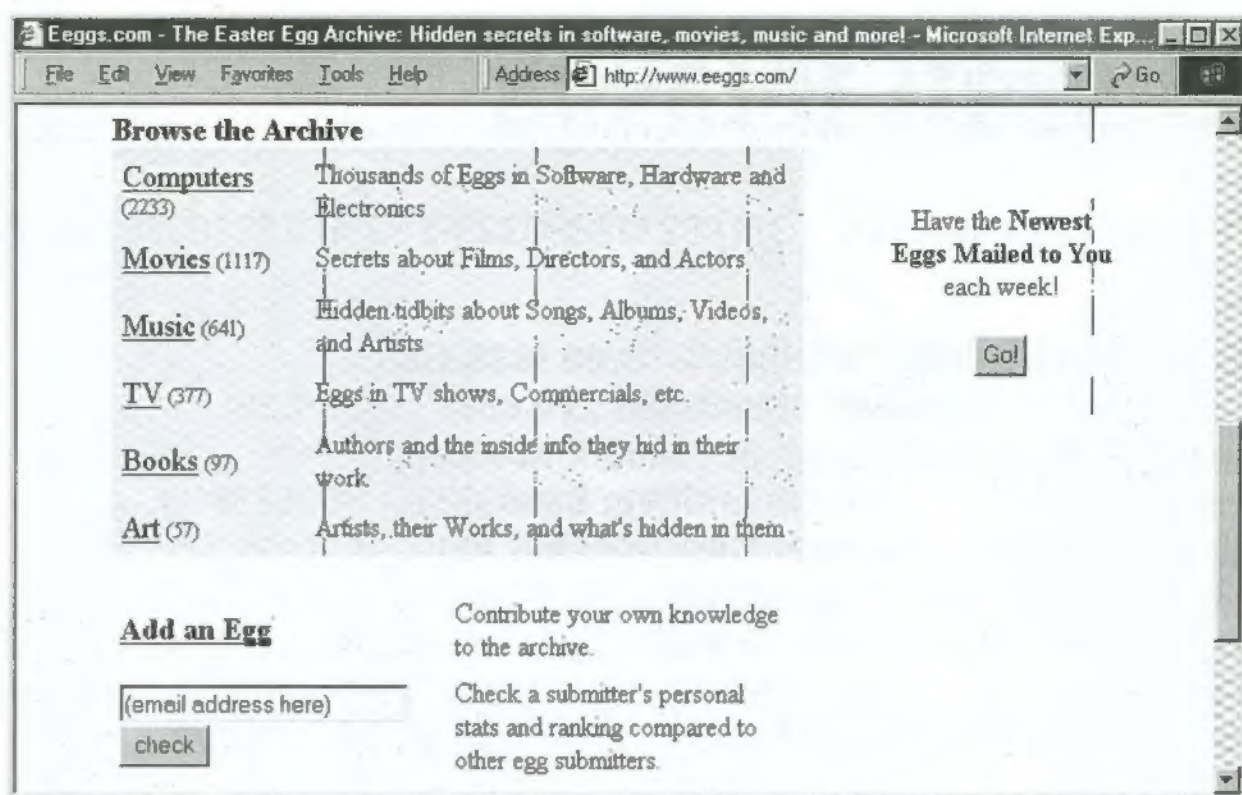 Eeggs.com - The Easter Egg Archive: Hidden secrets in software, movies, music and more! - Microsoft Internet Exp...
File Edit View Favorites Tools Help Address http://www.eeggs.com/ Go
Browse the Archive
Computers
(2233)
Thousands of Eggs in Software, Hardware and
Electronics
Movies (1117) Secrets about Films, Directors, and Actors
Music (641)
Hidden tidbits about Songs, Albums, Videos,
and Artists
TV (377) Eggs in TV shows, Commercials, etc.
Books (97)
Authors and the inside info they hid in their
work
Art (57) Artists, their Works, and what's hidden in them
Have the Newest
Eggs Mailed to You
each week!
Go!
Add an Egg
Contribute your own knowledge
to the archive.
(email address here)
check
Check a submitter's personal
stats and ranking compared to
other egg submitters.